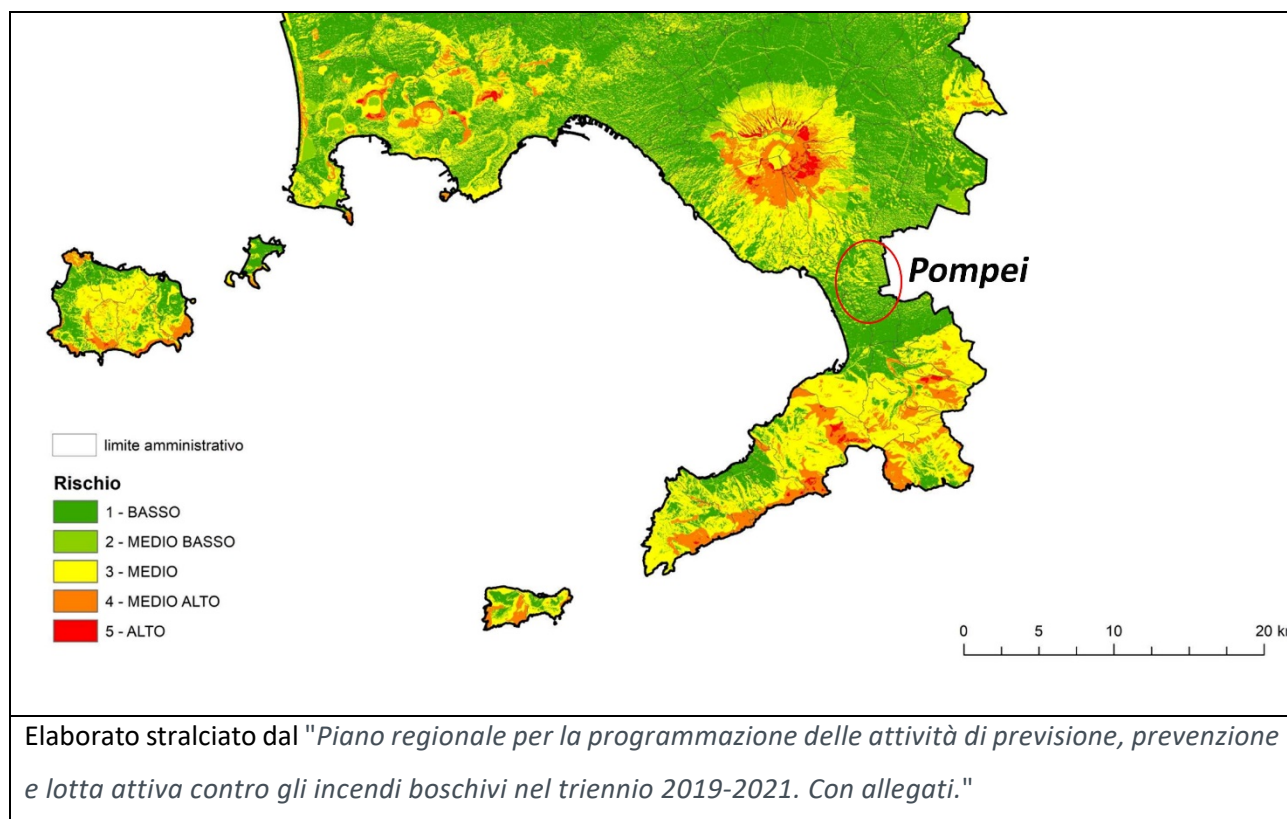 Pompei
limite amministrativo
Rischio
1 - BASSO
2 - MEDIO BASSO
3 - MEDIO
4 - MEDIO ALTO
5 - ALTO
0 5 10 20 km
Elaborato stralciato dal "Piano regionale per la programmazione delle attività di previsione, prevenzione
e lotta attiva contro gli incendi boschivi nel triennio 2019-2021. Con allegati."